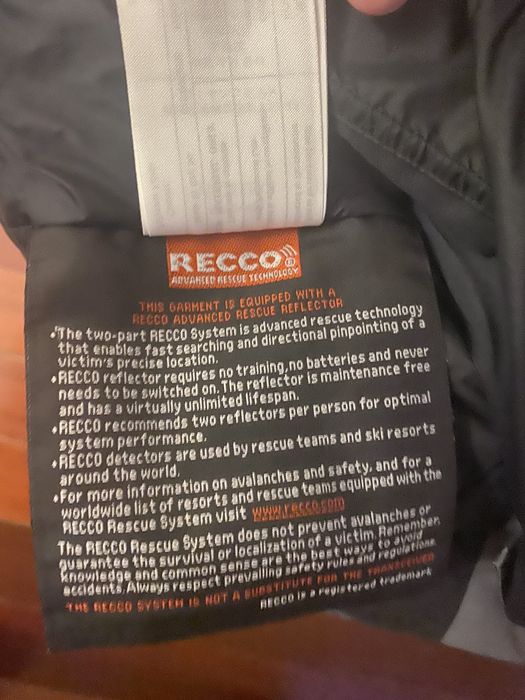 RECCO®
ADVANCED RESCUE TECHNOLOGY
THIS GARMENT IS EQUIPPED WITH A
RECCO ADVANCED RESCUE REFLECTOR
•The two-part RECCO System is advanced rescue technology
that enables fast searching and directional pinpointing of a
victim's precise location.
•RECCO reflector requires no training, no batteries and never
needs to be switched on. The reflector is maintenance free
and has a virtually unlimited lifespan.
•RECCO recommends two reflectors per person for optimal
system performance.
•RECCO detectors are used by rescue teams and ski resorts
around the world.
•For more information on avalanches and safety, and for a
worldwide list of resorts and rescue teams equipped with the
RECCO Rescue System visit www.recco.com
The RECCO Rescue System does not prevent avalanches or
guarantee the survival or localization of a victim. Remember,
knowledge and common sense are the best ways to avoid
accidents. Always respect prevailing safety rules and regulations.
THE RECCO SYSTEM IS NOT A SUBSTITUTE FOR THE TRANSCEIVER
RECCO is a registered trademark